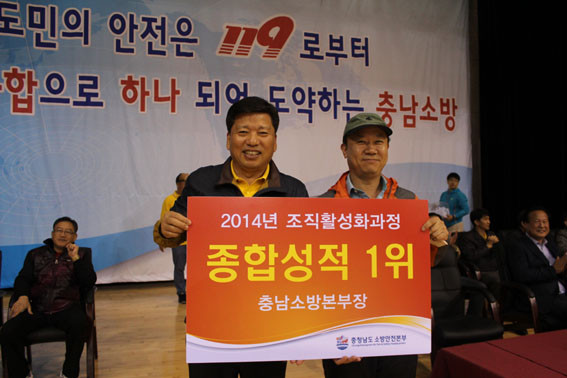 도민의 안전은 119 로부터
합으로 하나 되어 도약하는 충남소방
2014년 조직활성화과정
종합성적 1위
충남소방본부장
충청남도 소방안전본부